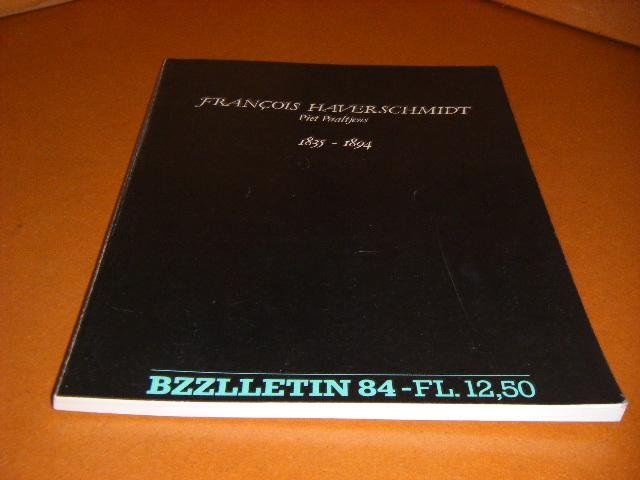 FRANÇOIS HAVERSCHMIDT
Piet Paaltjens
1835 - 1894
BZZLLETIN 84 - FL. 12,50